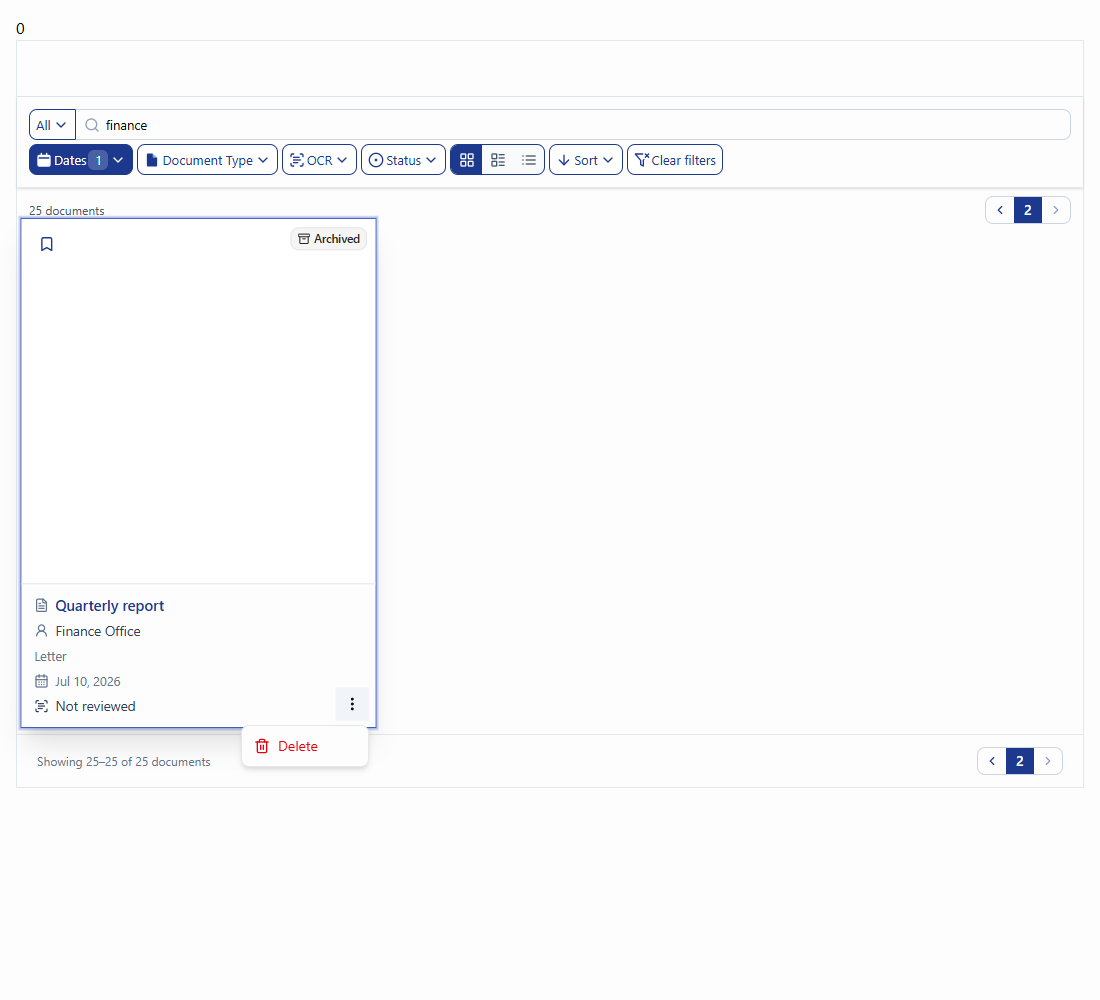 0
All finance
Dates 1 Document Type OCR Status Sort Clear filters
25 documents 2
Archived
Quarterly report
Finance Office
Letter
Jul 10, 2026
Not reviewed
Delete
Showing 25–25 of 25 documents 2